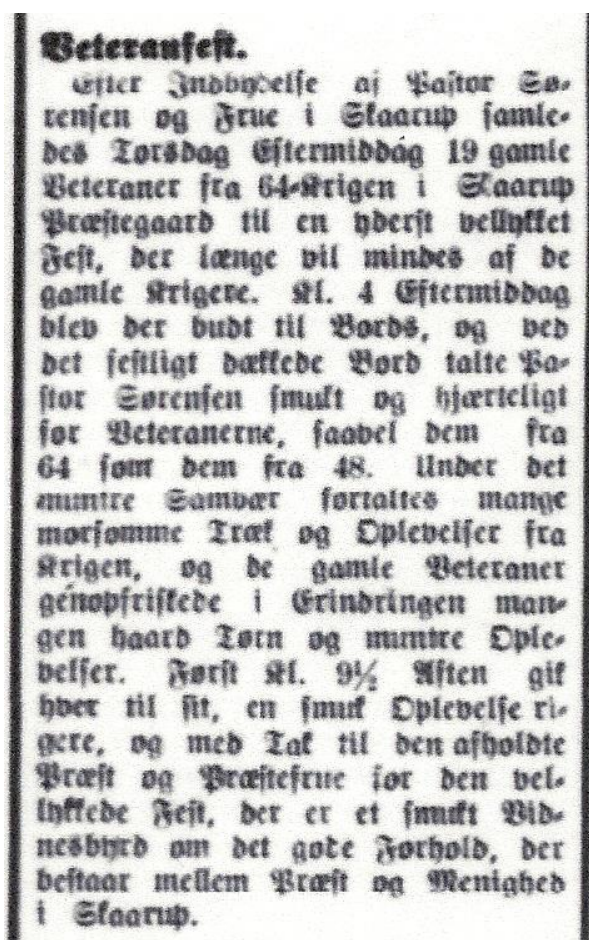 Veteranfest.
Efter Indbydelse af Pastor Sø-
rensen og Frue i Skaarup samle-
des Torsdag Eftermiddag 19 gamle
Veteraner fra 64-Krigen i Skaarup
Præstegaard til en yderst vellykket
Fest, der længe vil mindes af de
gamle Krigere. Kl. 4 Eftermiddag
blev der budt til Bords, og ved
det festligt dækkede Bord talte Pa-
stor Sørensen smukt og hjærteligt
for Veteranerne, saavel dem fra
64 som dem fra 48. Under det
muntre Samvær fortaltes mange
morsomme Træk og Oplevelser fra
Krigen, og de gamle Veteraner
genopfriskede i Erindringen man-
gen haard Tørn og muntre Ople-
velser. Først Kl. 9½ Aften gik
hver til sit, en smuk Oplevelse ri-
gere, og med Tak til den afholdte
Præst og Præstefrue for den vel-
lykkede Fest, der er et smukt Vid-
nesbyrd om det gode Forhold, der
bestaar mellem Præst og Menighed
i Skaarup.